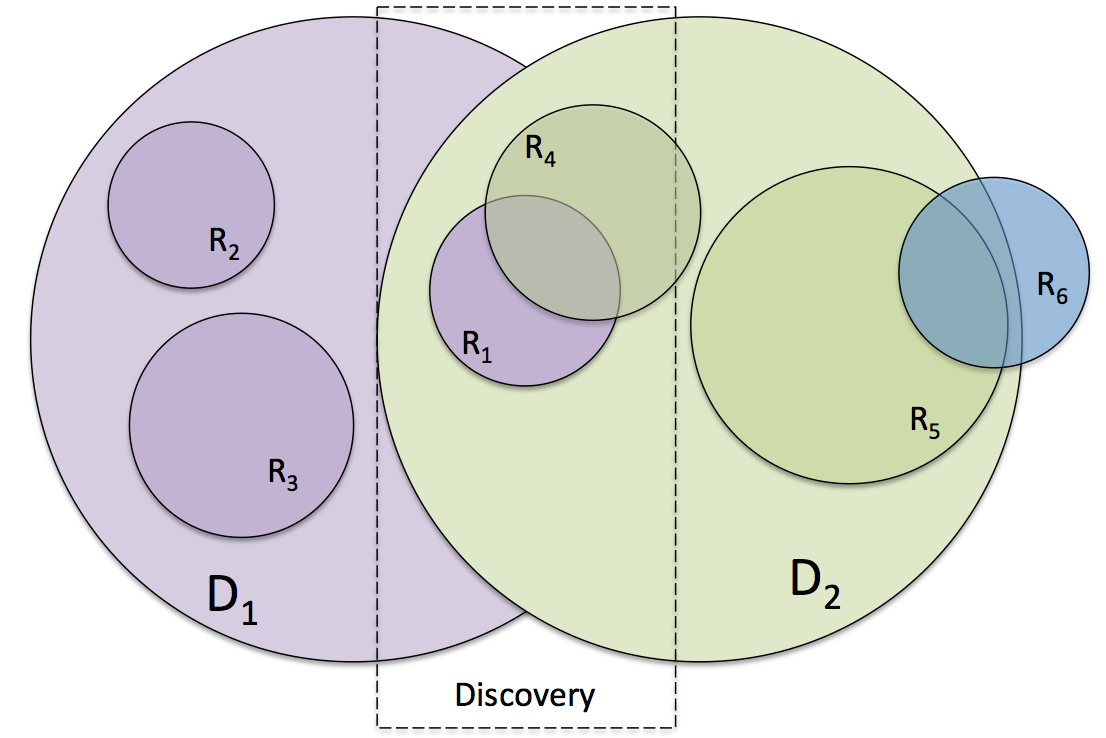 R₄
R₂
R₆
R₁
R₅
R₃
D₂
D₁
Discovery